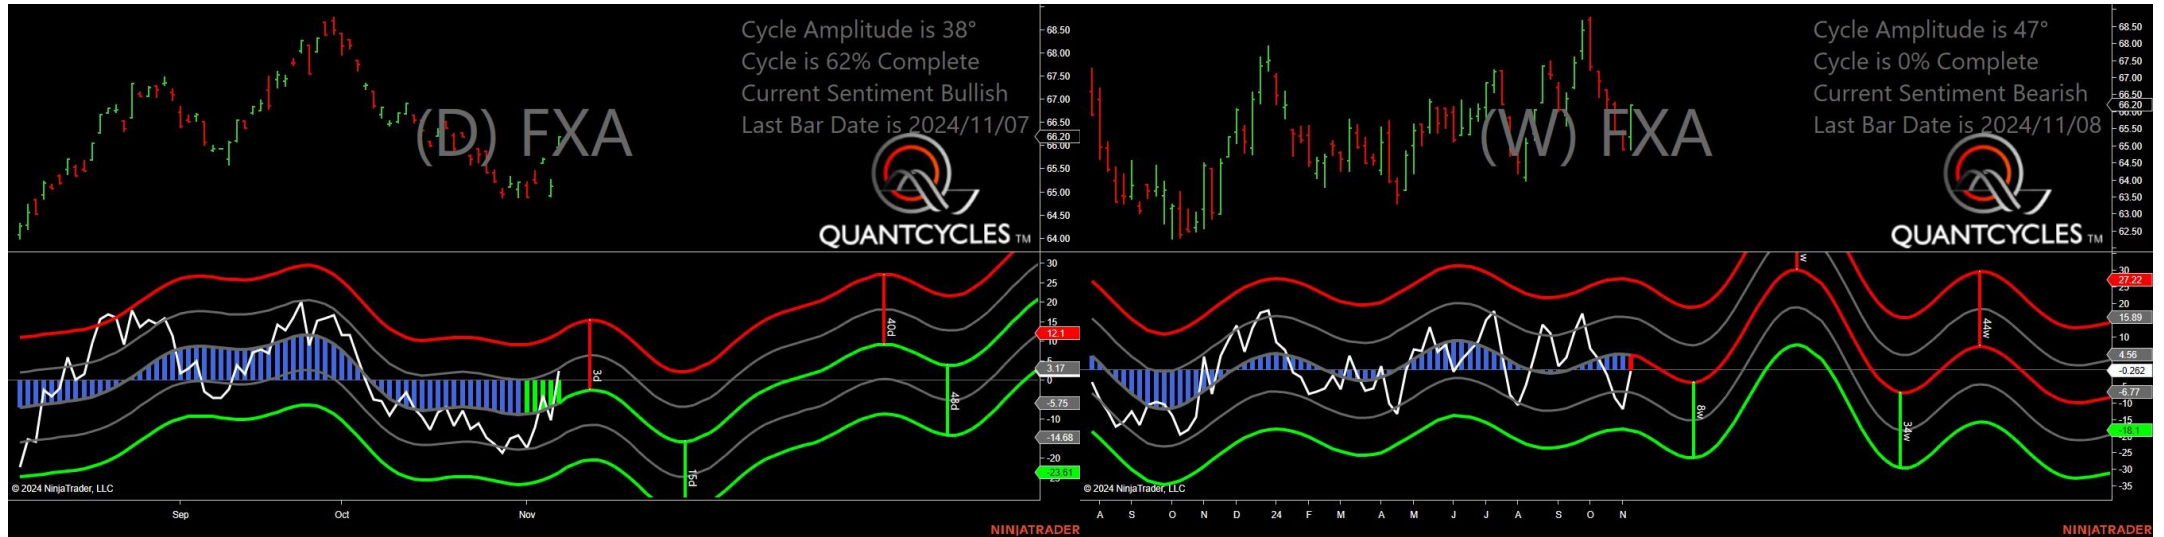 Cycle Amplitude is 38°
Cycle is 62% Complete
Current Sentiment Bullish
Last Bar Date is 2024/11/07
(D) FXA
QUANTCYCLES TM
68.50
68.00
67.50
67.00
66.50
66.20
66.00
65.50
65.00
64.50
64.00
30
25
20
15
12.1
3.17
0
-5.75
-10
-14.68
-20
-23.61
3d
15d
40d
48d
© 2024 NinjaTrader, LLC
Sep
Oct
Nov
NINJATRADER
Cycle Amplitude is 47°
Cycle is 0% Complete
Current Sentiment Bearish
Last Bar Date is 2024/11/08
(W) FXA
QUANTCYCLES TM
68.50
68.00
67.50
67.00
66.50
66.20
66.00
65.50
65.00
64.50
64.00
63.50
63.00
62.50
30
27.22
20
15.89
10
4.56
-0.262
-6.77
-10
-15
-18.1
-25
-30
-35
w
8w
34w
44w
© 2024 NinjaTrader, LLC
A
S
O
N
D
24
F
M
A
M
J
J
A
S
O
N
NINJATRADER